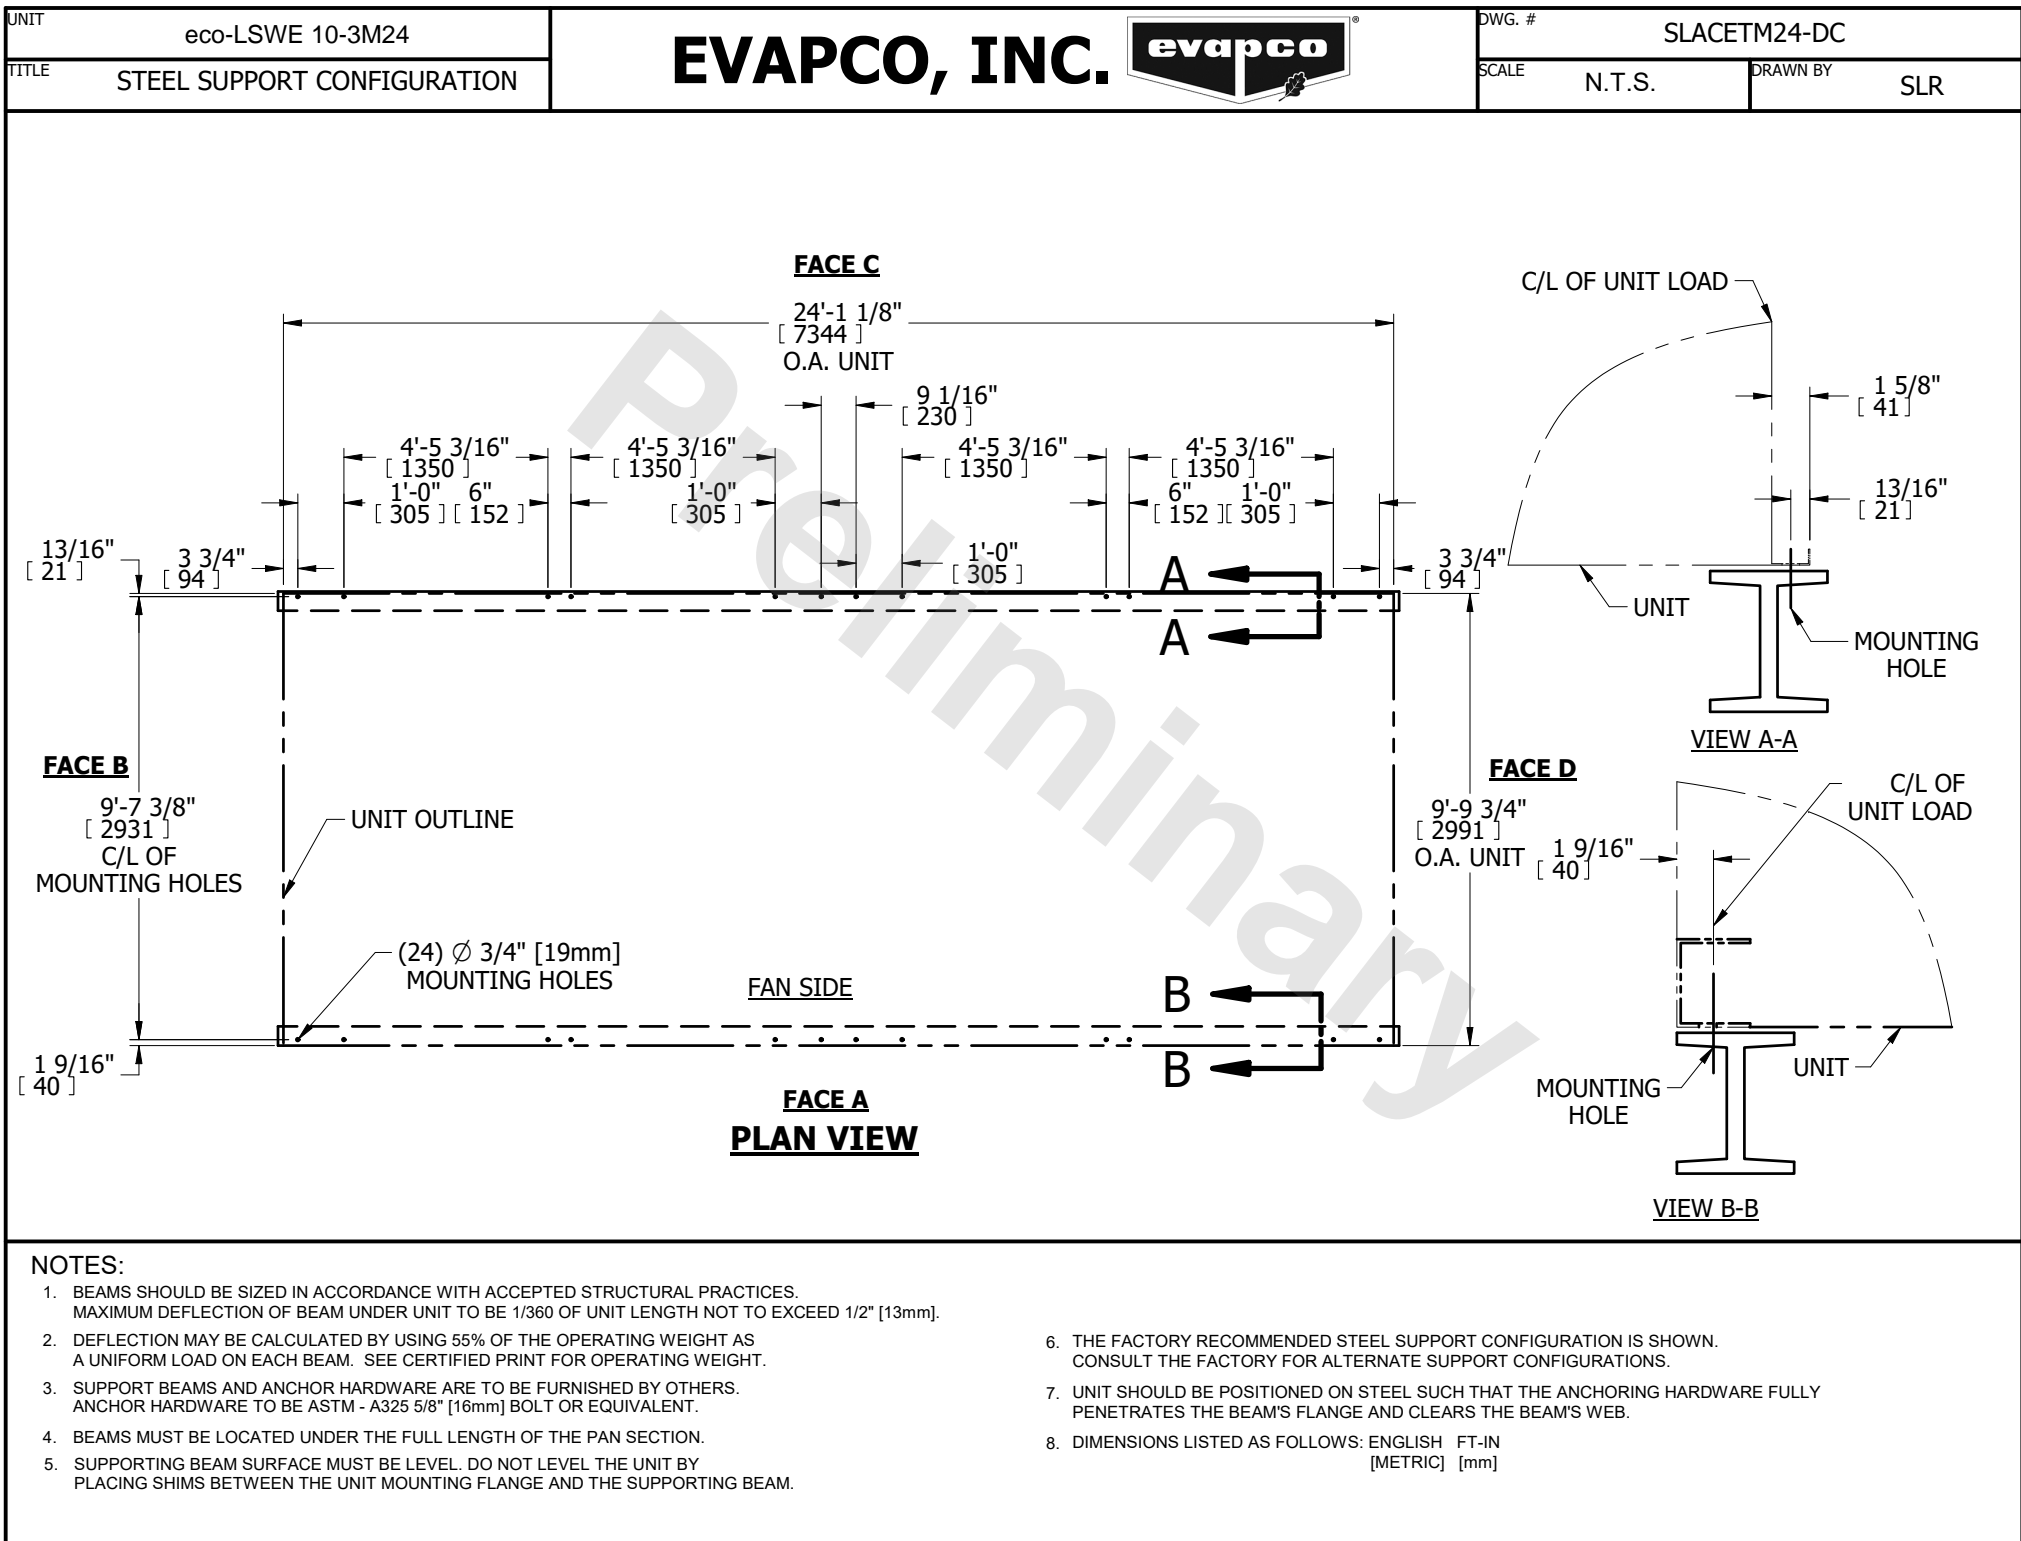 UNIT
eco-LSWE 10-3M24
TITLE
STEEL SUPPORT CONFIGURATION
EVAPCO, INC.
evapco
®
DWG. #
SLACETM24-DC
SCALE
N.T.S.
DRAWN BY
SLR
FACE C
24'-1 1/8"
[ 7344 ]
O.A. UNIT
9 1/16"
[ 230 ]
4'-5 3/16"
[ 1350 ]
4'-5 3/16"
[ 1350 ]
4'-5 3/16"
[ 1350 ]
4'-5 3/16"
[ 1350 ]
1'-0"
[ 305 ]
6"
[ 152 ]
1'-0"
[ 305 ]
6"
[ 152 ]
1'-0"
[ 305 ]
13/16"
[ 21 ]
3 3/4"
[ 94 ]
1'-0"
[ 305 ]
3 3/4"
[ 94 ]
A
A
FACE B
9'-7 3/8"
[ 2931 ]
C/L OF
MOUNTING HOLES
UNIT OUTLINE
FACE D
9'-9 3/4"
[ 2991 ]
O.A. UNIT
(24) Ø 3/4" [19mm]
MOUNTING HOLES
FAN SIDE
B
B
1 9/16"
[ 40 ]
FACE A
PLAN VIEW
Preliminary
C/L OF UNIT LOAD
1 5/8"
[ 41 ]
13/16"
[ 21 ]
UNIT
MOUNTING
HOLE
VIEW A-A
C/L OF
UNIT LOAD
1 9/16"
[ 40 ]
UNIT
MOUNTING
HOLE
VIEW B-B
NOTES:
1. BEAMS SHOULD BE SIZED IN ACCORDANCE WITH ACCEPTED STRUCTURAL PRACTICES.
MAXIMUM DEFLECTION OF BEAM UNDER UNIT TO BE 1/360 OF UNIT LENGTH NOT TO EXCEED 1/2" [13mm].
2. DEFLECTION MAY BE CALCULATED BY USING 55% OF THE OPERATING WEIGHT AS
A UNIFORM LOAD ON EACH BEAM. SEE CERTIFIED PRINT FOR OPERATING WEIGHT.
3. SUPPORT BEAMS AND ANCHOR HARDWARE ARE TO BE FURNISHED BY OTHERS.
ANCHOR HARDWARE TO BE ASTM - A325 5/8" [16mm] BOLT OR EQUIVALENT.
4. BEAMS MUST BE LOCATED UNDER THE FULL LENGTH OF THE PAN SECTION.
5. SUPPORTING BEAM SURFACE MUST BE LEVEL. DO NOT LEVEL THE UNIT BY
PLACING SHIMS BETWEEN THE UNIT MOUNTING FLANGE AND THE SUPPORTING BEAM.
6. THE FACTORY RECOMMENDED STEEL SUPPORT CONFIGURATION IS SHOWN.
CONSULT THE FACTORY FOR ALTERNATE SUPPORT CONFIGURATIONS.
7. UNIT SHOULD BE POSITIONED ON STEEL SUCH THAT THE ANCHORING HARDWARE FULLY
PENETRATES THE BEAM'S FLANGE AND CLEARS THE BEAM'S WEB.
8. DIMENSIONS LISTED AS FOLLOWS: ENGLISH FT-IN
[METRIC] [mm]